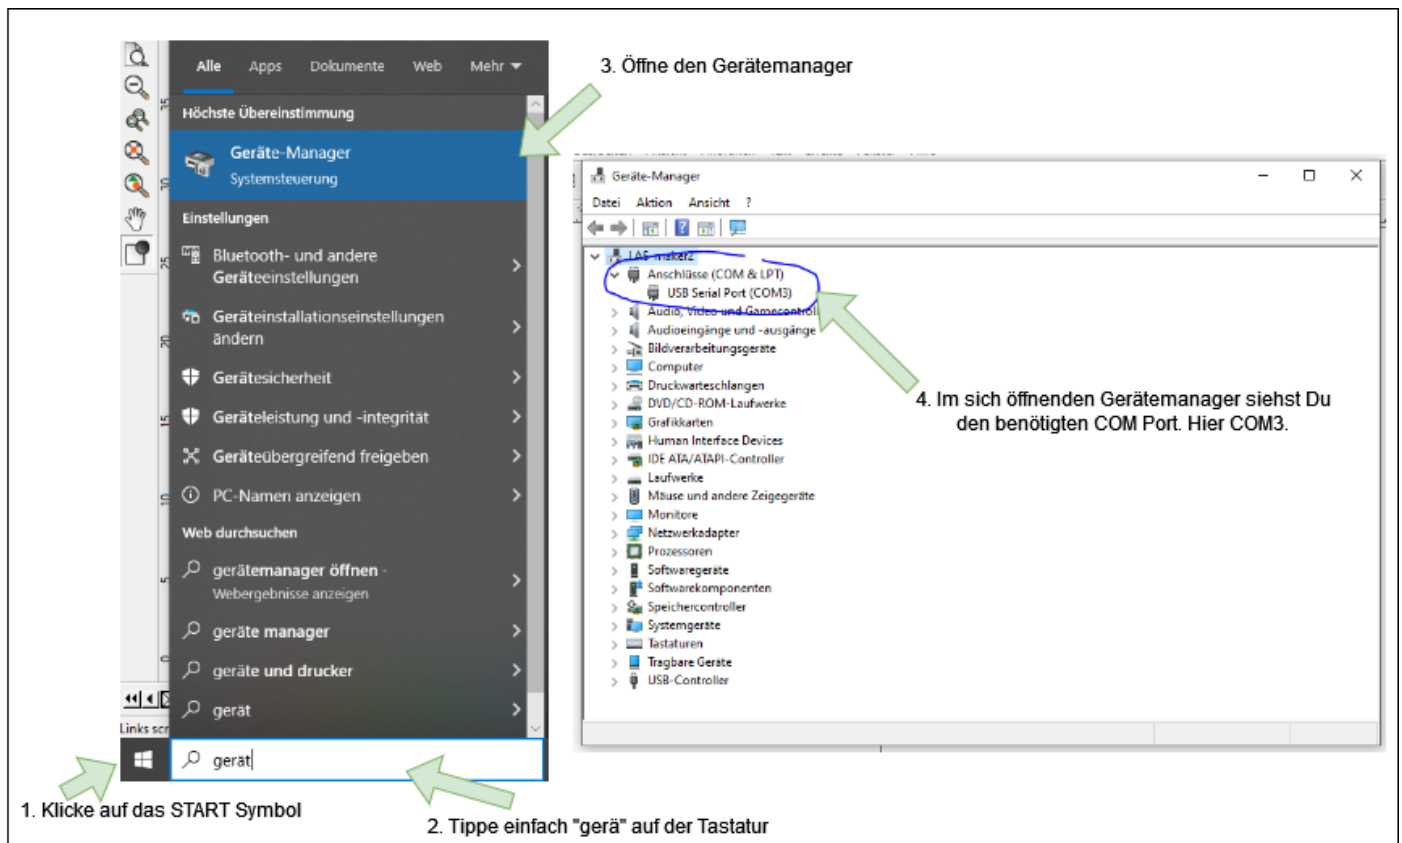 3. Öffne den Gerätemanager
Alle Apps Dokumente Web Mehr
Höchste Übereinstimmung
Geräte-Manager
Systemsteuerung
Einstellungen
Bluetooth- und andere
Geräteeinstellungen
Geräteinstallationseinstellungen
ändern
Gerätesicherheit
Geräteleistung und -integrität
Geräteübergreifend freigeben
PC-Namen anzeigen
Web durchsuchen
gerätemanager öffnen -
Webergebnisse anzeigen
geräte manager
geräte und drucker
gerät
Links scr
gerät
1. Klicke auf das START Symbol
2. Tippe einfach "gerä" auf der Tastatur
Geräte-Manager
Datei Aktion Ansicht ?
LAS-maker2
Anschlüsse (COM & LPT)
USB Serial Port (COM3)
Audio, Video und Gamecontroll
Audioeingänge und -ausgänge
Bildverarbeitungsgeräte
Computer
Druckwarteschlangen
DVD/CD-ROM-Laufwerke
Grafikkarten
Human Interface Devices
IDE ATA/ATAPI-Controller
Laufwerke
Mäuse und andere Zeigegeräte
Monitore
Netzwerkadapter
Prozessoren
Softwaregeräte
Softwarekomponenten
Speichercontroller
Systemgeräte
Tastaturen
Tragbare Geräte
USB-Controller
4. Im sich öffnenden Gerätemanager siehst Du
den benötigten COM Port. Hier COM3.